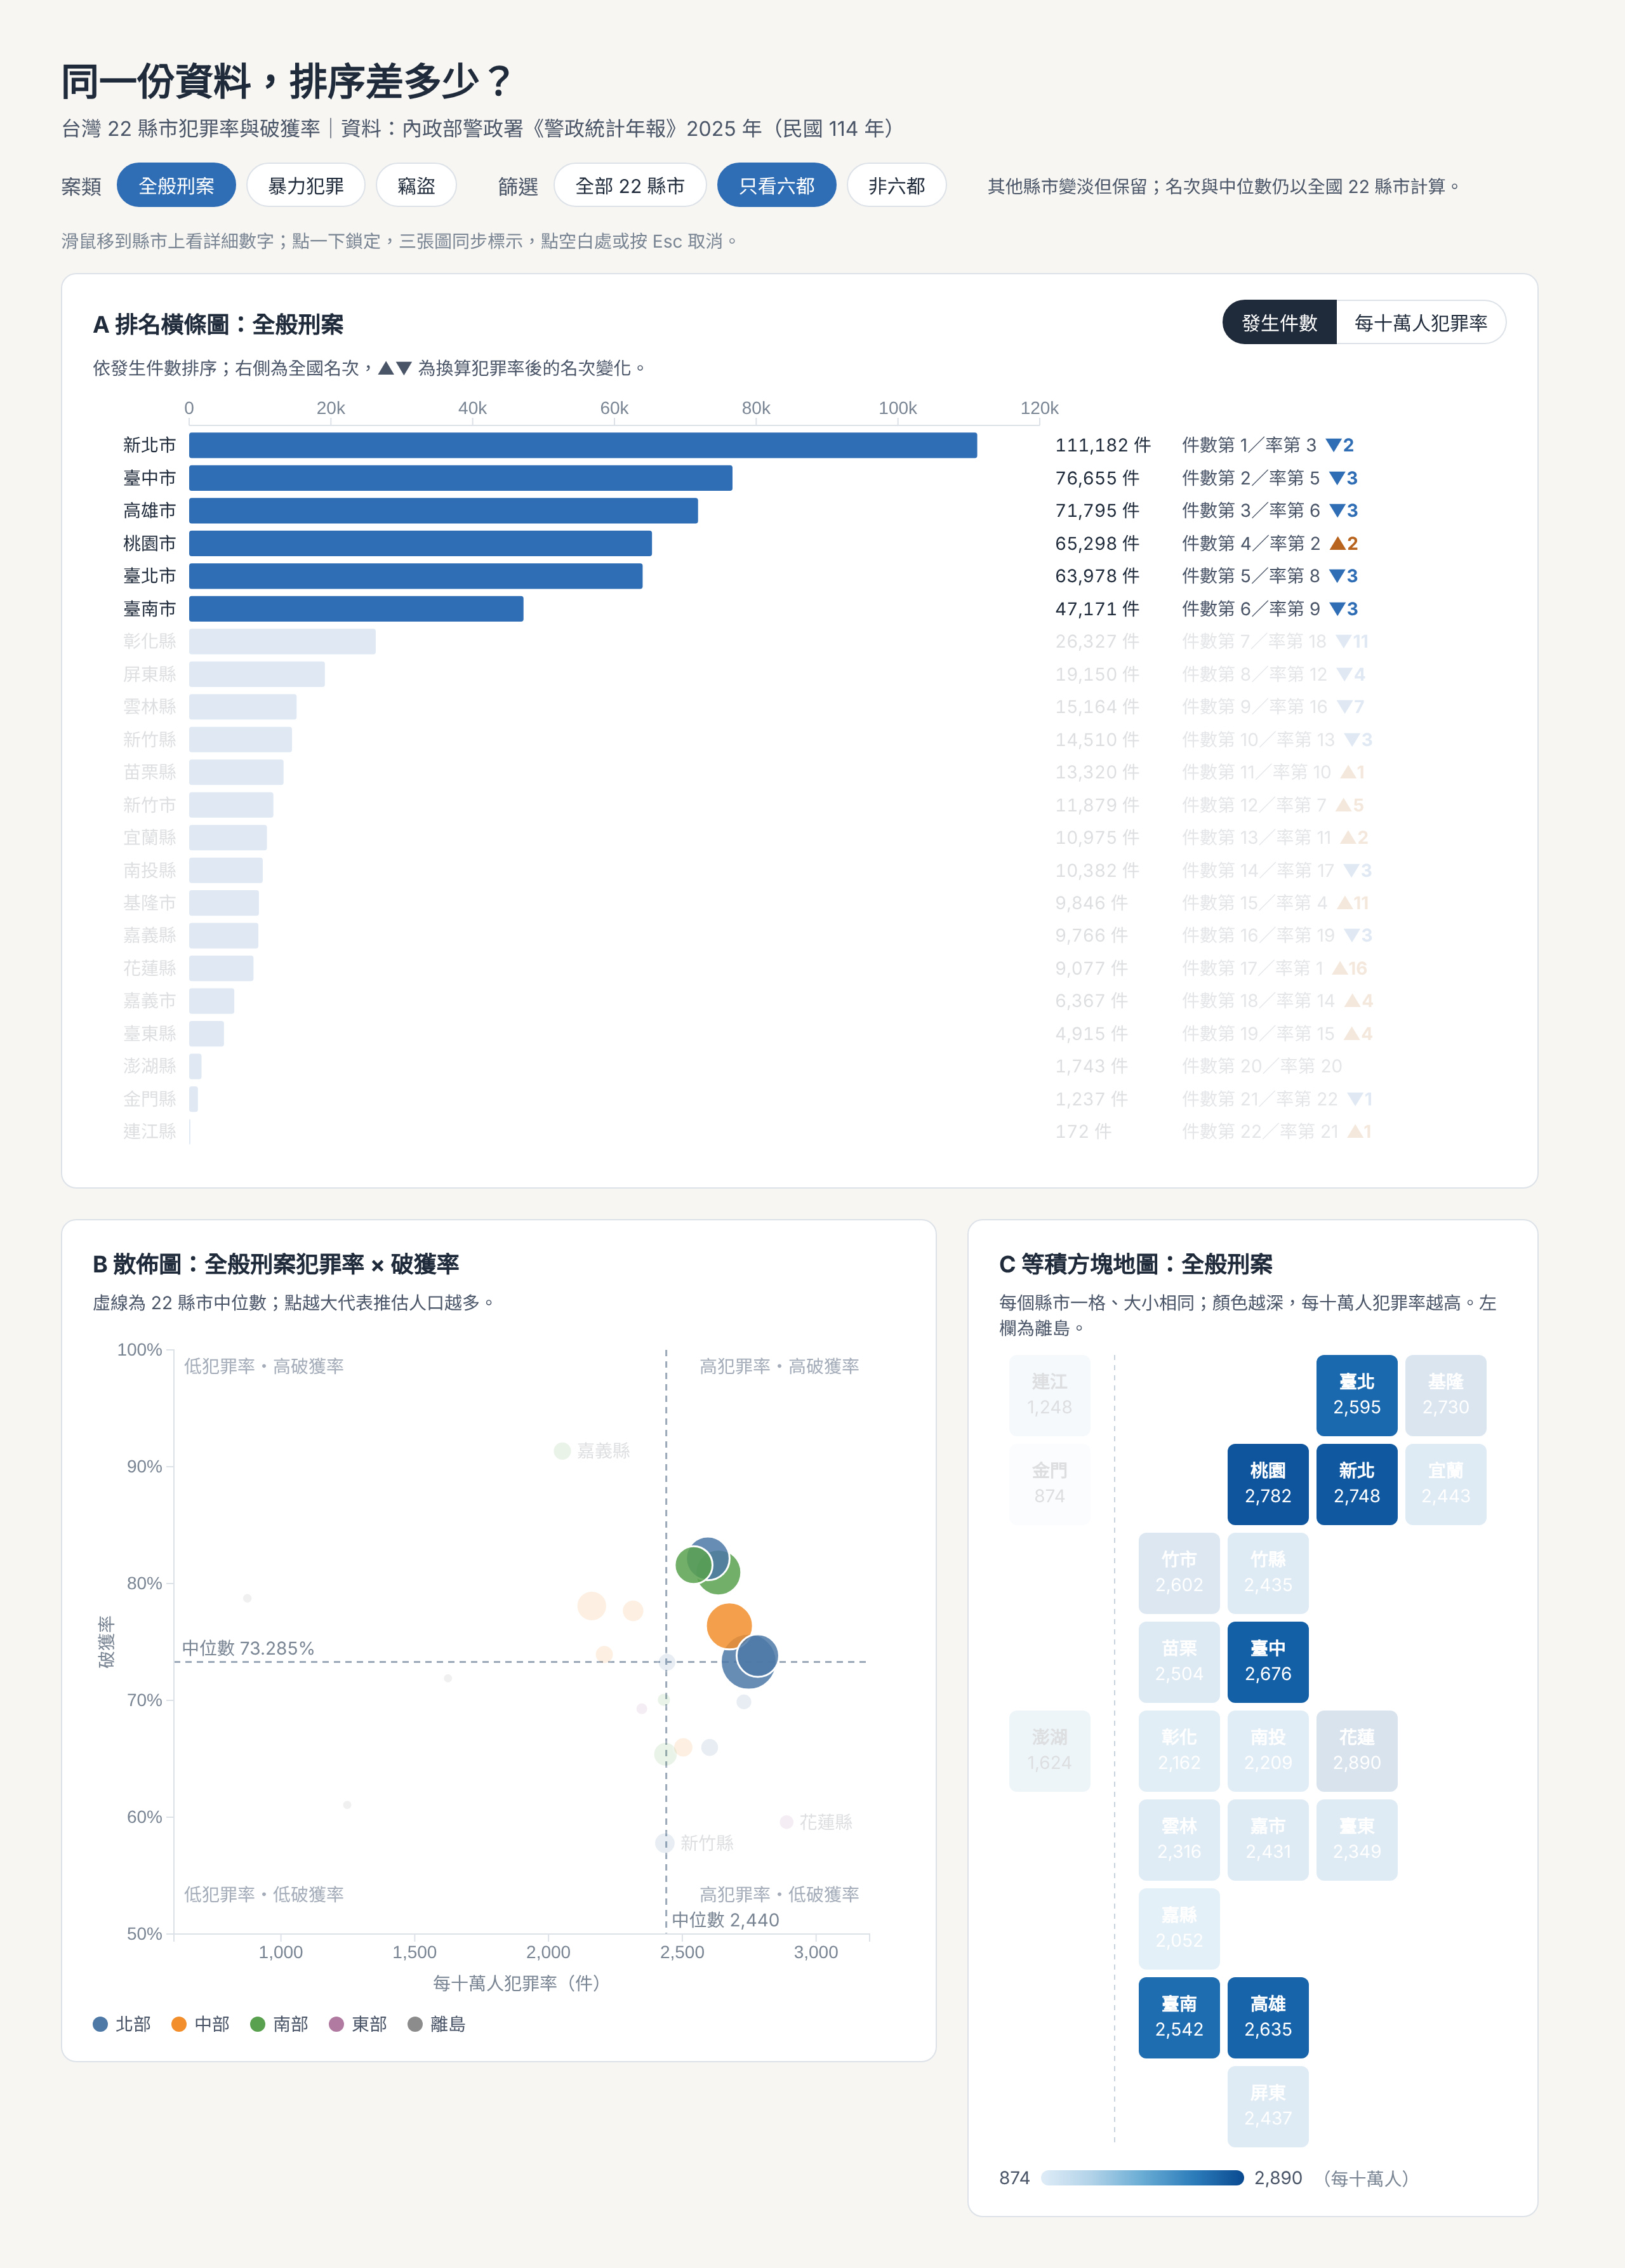 同一份資料，排序差多少？
台灣 22 縣市犯罪率與破獲率｜資料：內政部警政署《警政統計年報》2025 年（民國 114 年）
案類 全般刑案 暴力犯罪 竊盜 篩選 全部 22 縣市 只看六都 非六都 其他縣市變淡但保留；名次與中位數仍以全國 22 縣市計算。
滑鼠移到縣市上看詳細數字；點一下鎖定，三張圖同步標示，點空白處或按 Esc 取消。
A 排名橫條圖：全般刑案 發生件數 每十萬人犯罪率
依發生件數排序；右側為全國名次，▲▼ 為換算犯罪率後的名次變化。
0 20k 40k 60k 80k 100k 120k
新北市 111,182 件 件數第 1／率第 3 ▼2
臺中市 76,655 件 件數第 2／率第 5 ▼3
高雄市 71,795 件 件數第 3／率第 6 ▼3
桃園市 65,298 件 件數第 4／率第 2 ▲2
臺北市 63,978 件 件數第 5／率第 8 ▼3
臺南市 47,171 件 件數第 6／率第 9 ▼3
彰化縣 26,327 件 件數第 7／率第 18 ▼11
屏東縣 19,150 件 件數第 8／率第 12 ▼4
雲林縣 15,164 件 件數第 9／率第 16 ▼7
新竹縣 14,510 件 件數第 10／率第 13 ▼3
苗栗縣 13,320 件 件數第 11／率第 10 ▲1
新竹市 11,879 件 件數第 12／率第 7 ▲5
宜蘭縣 10,975 件 件數第 13／率第 11 ▲2
南投縣 10,382 件 件數第 14／率第 17 ▼3
基隆市 9,846 件 件數第 15／率第 4 ▲11
嘉義縣 9,766 件 件數第 16／率第 19 ▼3
花蓮縣 9,077 件 件數第 17／率第 1 ▲16
嘉義市 6,367 件 件數第 18／率第 14 ▲4
臺東縣 4,915 件 件數第 19／率第 15 ▲4
澎湖縣 1,743 件 件數第 20／率第 20
金門縣 1,237 件 件數第 21／率第 22 ▼1
連江縣 172 件 件數第 22／率第 21 ▲1
B 散佈圖：全般刑案犯罪率 × 破獲率
虛線為 22 縣市中位數；點越大代表推估人口越多。
100%
低犯罪率・高破獲率 高犯罪率・高破獲率
嘉義縣
90%
80%
破獲率
中位數 73.285%
70%
60%
花蓮縣
新竹縣
低犯罪率・低破獲率 高犯罪率・低破獲率
中位數 2,440
50%
1,000 1,500 2,000 2,500 3,000
每十萬人犯罪率（件）
北部 中部 南部 東部 離島
C 等積方塊地圖：全般刑案
每個縣市一格、大小相同；顏色越深，每十萬人犯罪率越高。左
欄為離島。
連江 臺北 基隆
1,248 2,595 2,730
金門 桃園 新北 宜蘭
874 2,782 2,748 2,443
竹市 竹縣
2,602 2,435
苗栗 臺中
2,504 2,676
澎湖 彰化 南投 花蓮
1,624 2,162 2,209 2,890
雲林 嘉市 臺東
2,316 2,431 2,349
嘉縣
2,052
臺南 高雄
2,542 2,635
屏東
2,437
874 2,890 （每十萬人）